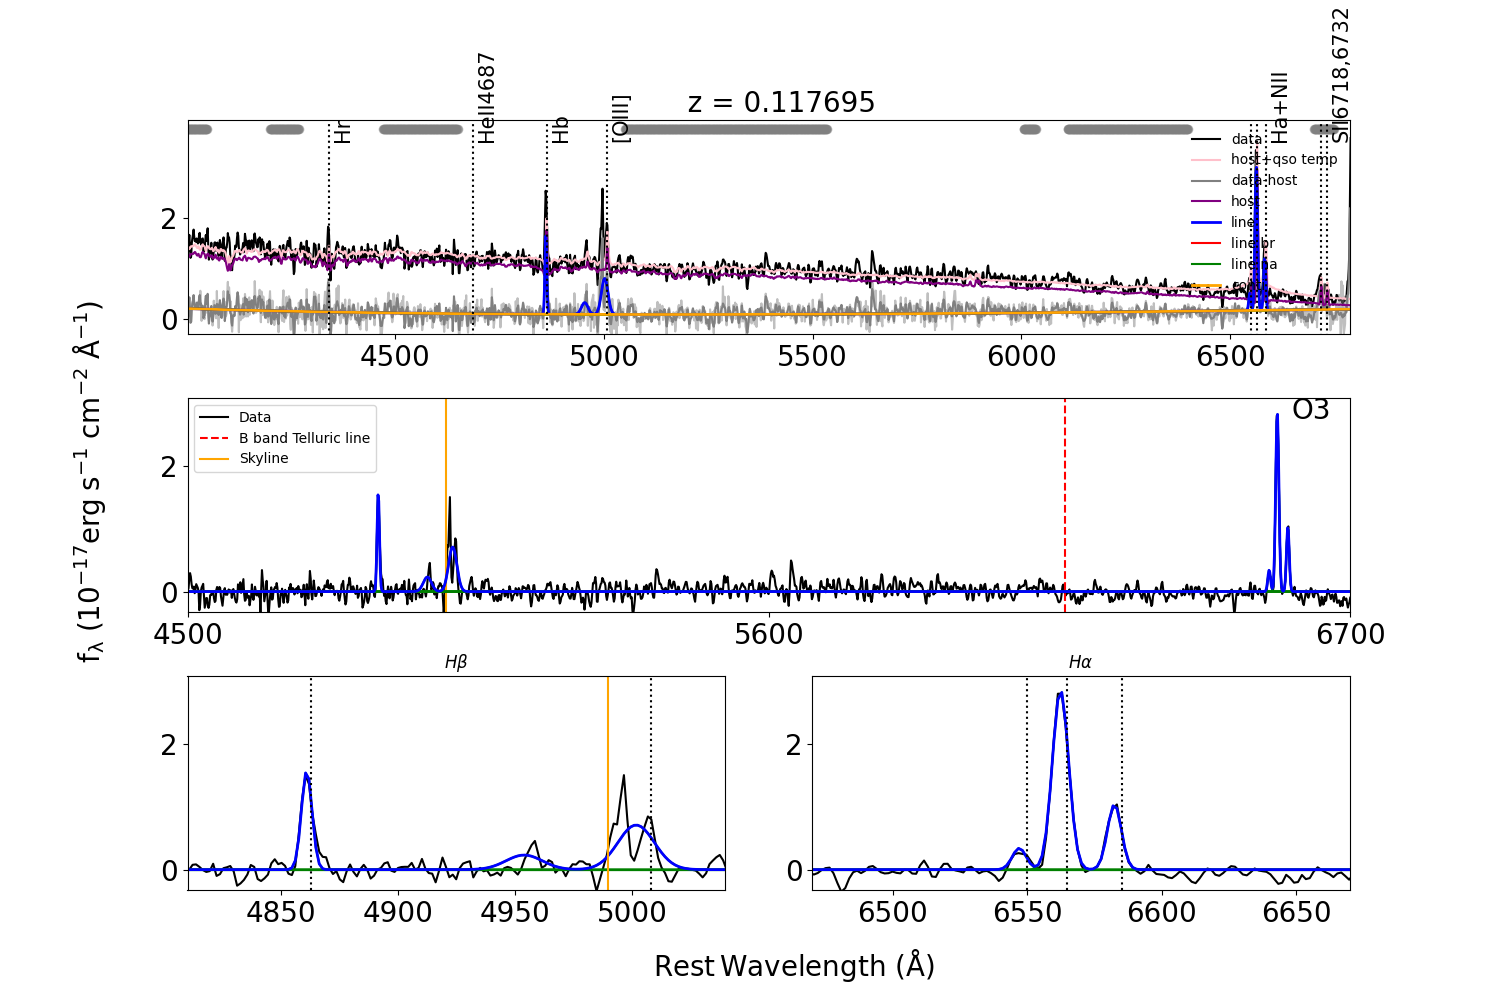 z = 0.117695
Hr
HeII4687
Hb
[OIII]
Ha+NII
SII6718,6732
data
host+qso temp
data-host
host
line
line br
line na
2
0
4500
5000
5500
6000
6500
Data
B band Telluric line
Skyline
O3
2
0
4500
5600
6700
Hβ
Hα
2
0
4850
4900
4950
5000
2
0
6500
6550
6600
6650
fλ (10⁻¹⁷erg s⁻¹ cm⁻² Å⁻¹)
Rest Wavelength (Å)